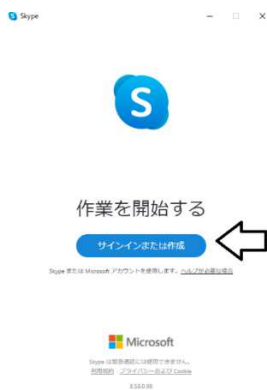 Skype
作業を開始する
サインインまたは作成
Skype または Microsoft アカウントを使用します。ヘルプが必要な場合
Microsoft
Skype は緊急通話には使用できません。
利用規約 プライバシーおよび Cookie